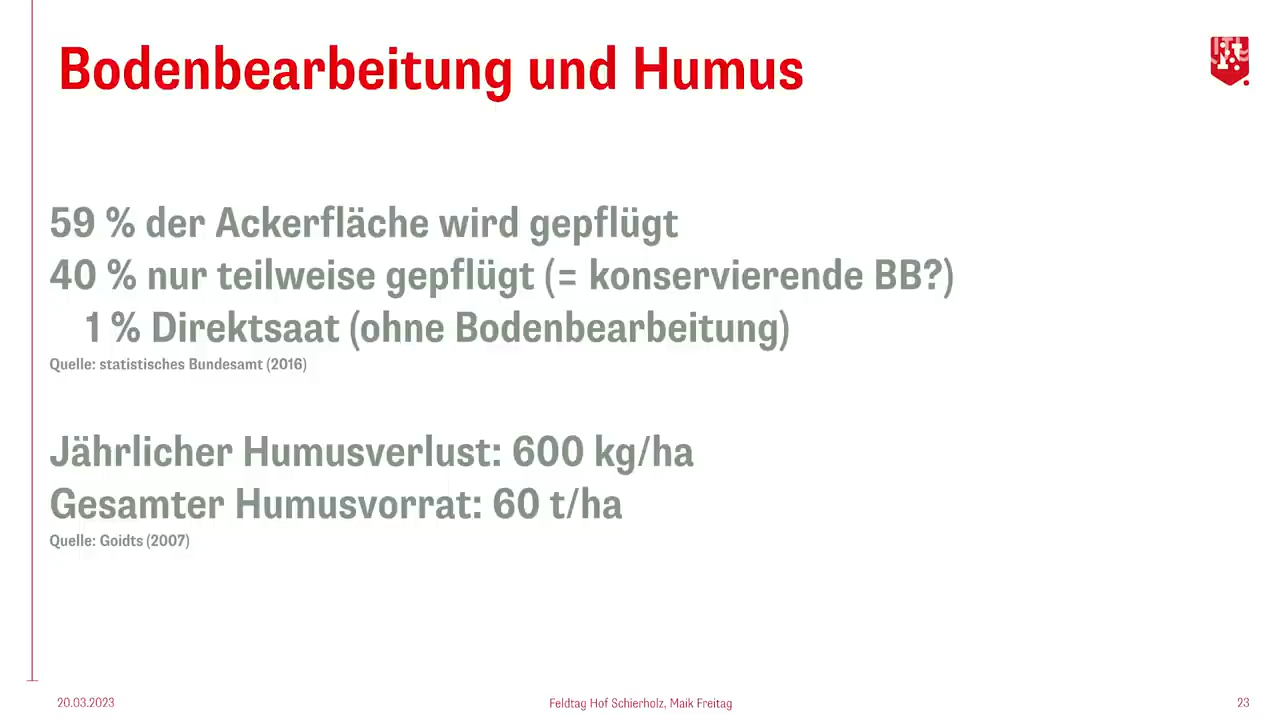 Bodenbearbeitung und Humus
59 % der Ackerfläche wird gepflügt
40 % nur teilweise gepflügt (= konservierende BB?)
1 % Direktsaat (ohne Bodenbearbeitung)
Quelle: statistisches Bundesamt (2016)
Jährlicher Humusverlust: 600 kg/ha
Gesamter Humusvorrat: 60 t/ha
Quelle: Goidts (2007)
20.03.2023
Feldtag Hof Schierholz, Maik Freitag
23